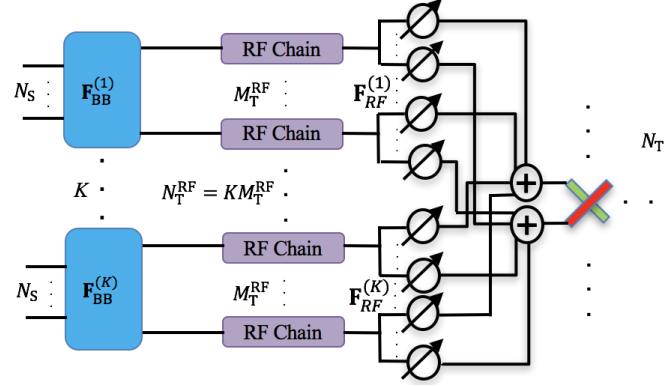 RF Chain
N_S
F_BB^(1)
M_T^RF
F_RF^(1)
N_T
RF Chain
K
N_T^RF = KM_T^RF
+
+
RF Chain
N_S
F_BB^(K)
M_T^RF
F_RF^(K)
RF Chain